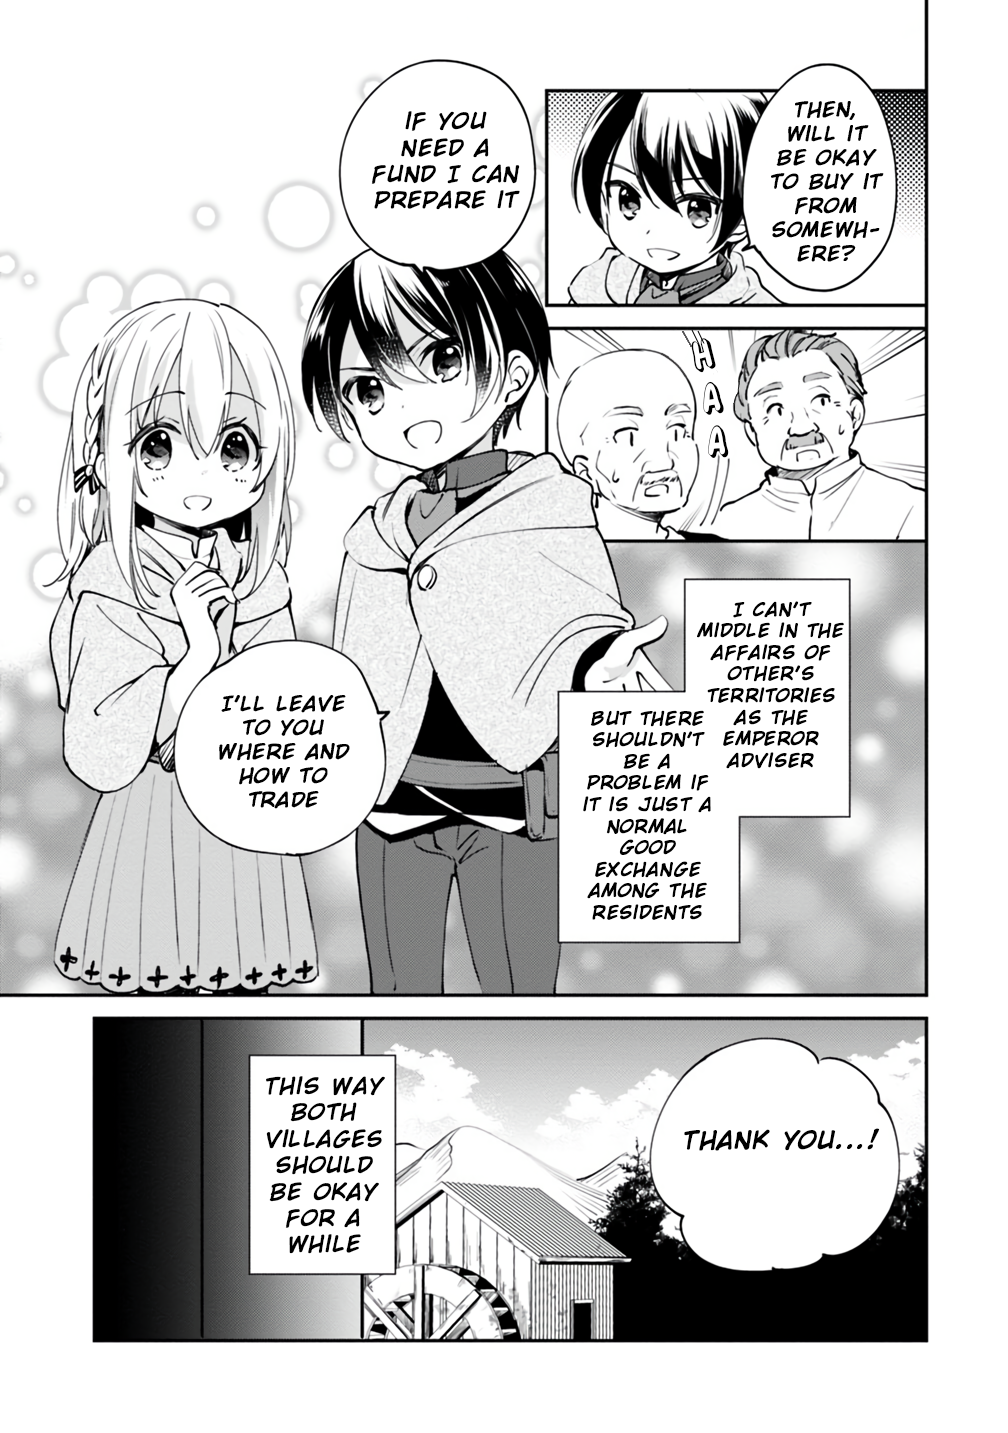 THEN,
WILL IT
BE OKAY
TO BUY IT
FROM
SOMEWH-
ERE?
IF YOU
NEED A
FUND I CAN
PREPARE IT
HAA
I CAN'T
MIDDLE IN THE
AFFAIRS OF
OTHER'S
TERRITORIES
AS THE
EMPEROR
ADVISER
BUT THERE
SHOULDN'T
BE A
PROBLEM IF
IT IS JUST A
NORMAL
GOOD
EXCHANGE
AMONG THE
RESIDENTS
I'LL LEAVE
TO YOU
WHERE AND
HOW TO
TRADE
THANK YOU...!
THIS WAY
BOTH
VILLAGES
SHOULD
BE OKAY
FOR A
WHILE